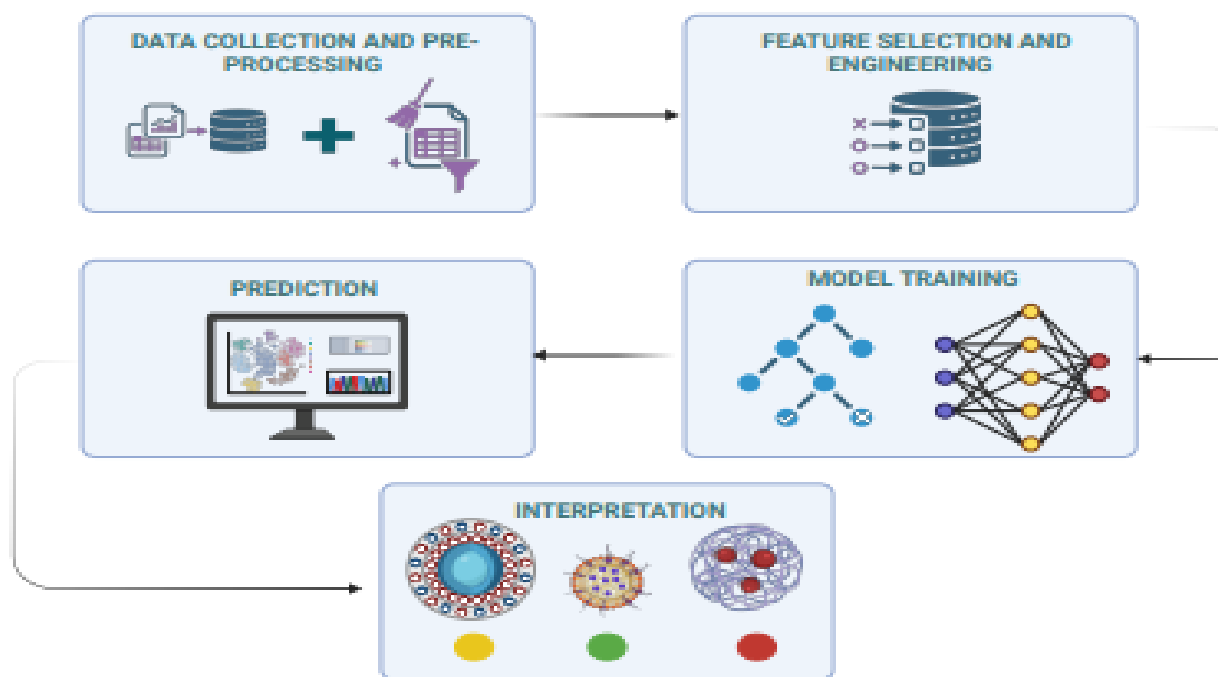 DATA COLLECTION AND PRE-
PROCESSING
FEATURE SELECTION AND
ENGINEERING
MODEL TRAINING
PREDICTION
INTERPRETATION